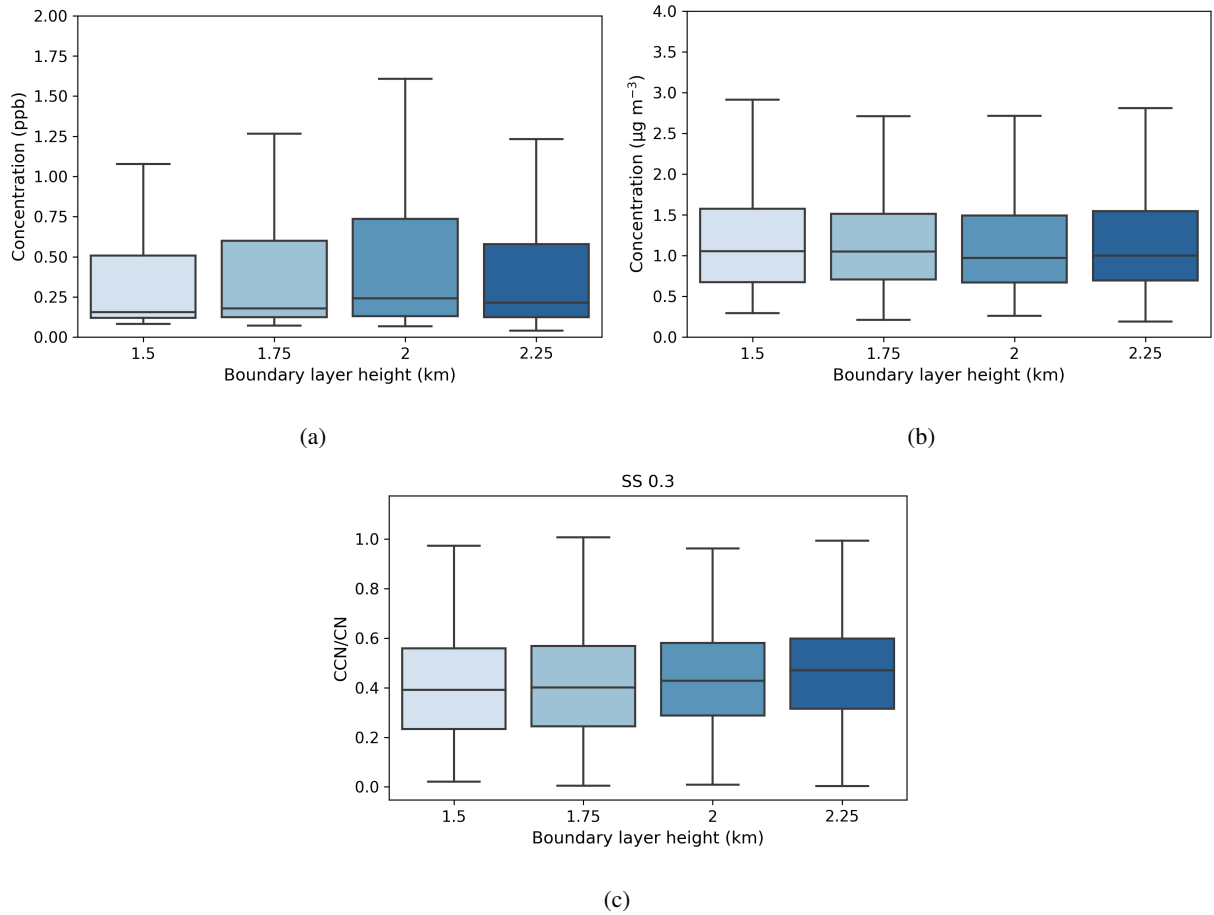 2.00
1.75
1.50
1.25
1.00
0.75
0.50
0.25
0.00
Concentration (ppb)
1.5 1.75 2 2.25
Boundary layer height (km)
(a)
4.0
3.5
3.0
2.5
2.0
1.5
1.0
0.5
0.0
Concentration (µg m⁻³)
1.5 1.75 2 2.25
Boundary layer height (km)
(b)
SS 0.3
1.0
0.8
0.6
0.4
0.2
0.0
CCN/CN
1.5 1.75 2 2.25
Boundary layer height (km)
(c)